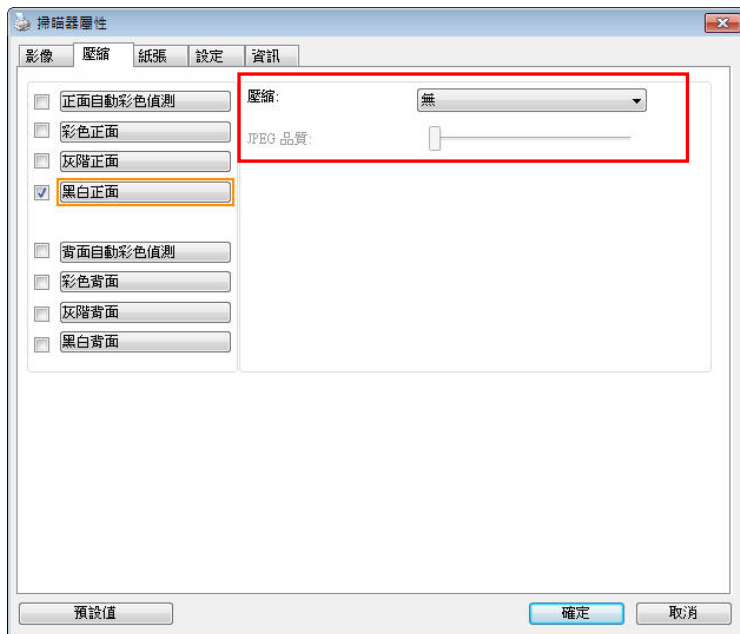 掃瞄器屬性
影像 壓縮 紙張 設定 資訊
正面自動彩色偵測
彩色正面
灰階正面
黑白正面
背面自動彩色偵測
彩色背面
灰階背面
黑白背面
壓縮: 無
JPEG 品質:
預設值 確定 取消